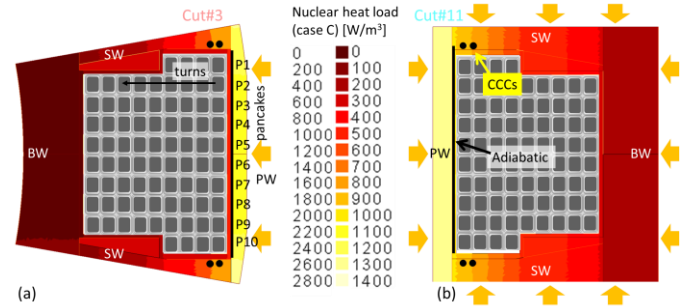 Cut#3
Nuclear heat load
(case C) [W/m³]
Cut#11
SW
turns
BW
P1
P2
P3
P4
P5
P6
P7
P8
P9
P10
pancakes
PW
SW
(a)
0 0
200 100
400 200
600 300
800 400
1000 500
1200 600
1400 700
1600 800
1800 900
2000 1000
2200 1100
2400 1200
2600 1300
2800 1400
SW
CCCs
PW
Adiabatic
BW
SW
(b)